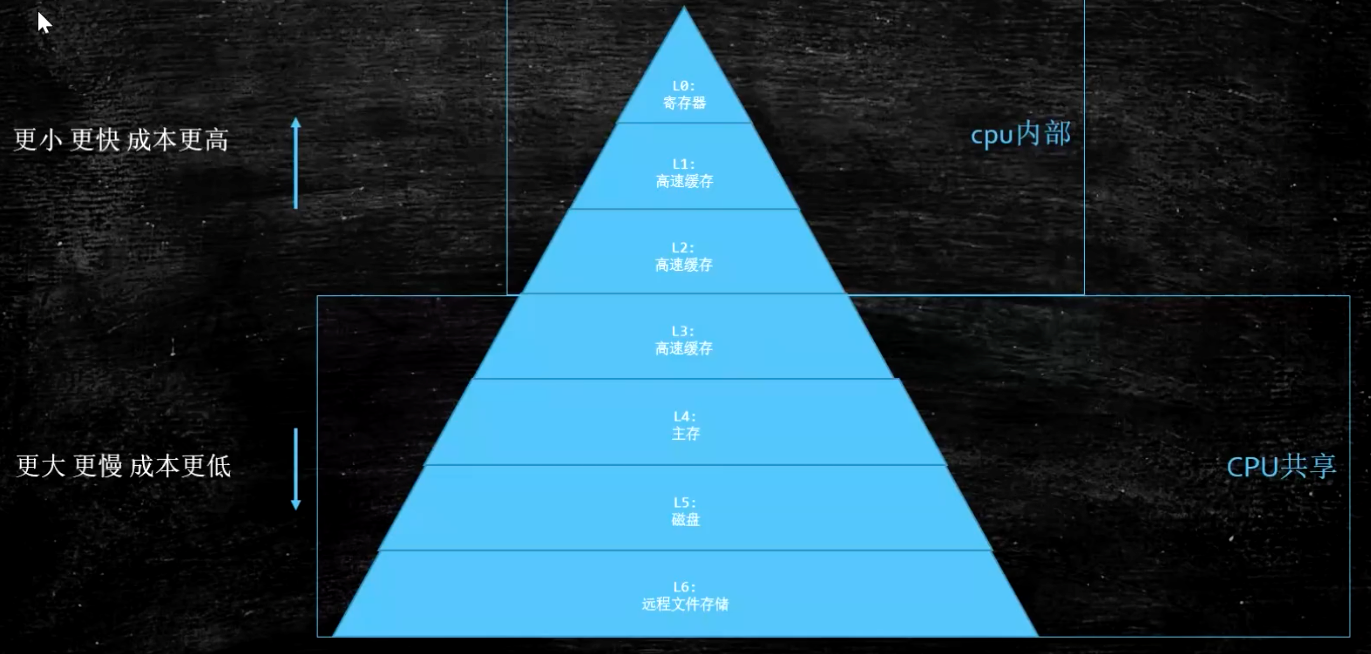 L0:
寄存器
更小 更快 成本更高
cpu内部
L1:
高速缓存
L2:
高速缓存
L3:
高速缓存
L4:
主存
更大 更慢 成本更低
CPU共享
L5:
磁盘
L6:
远程文件存储